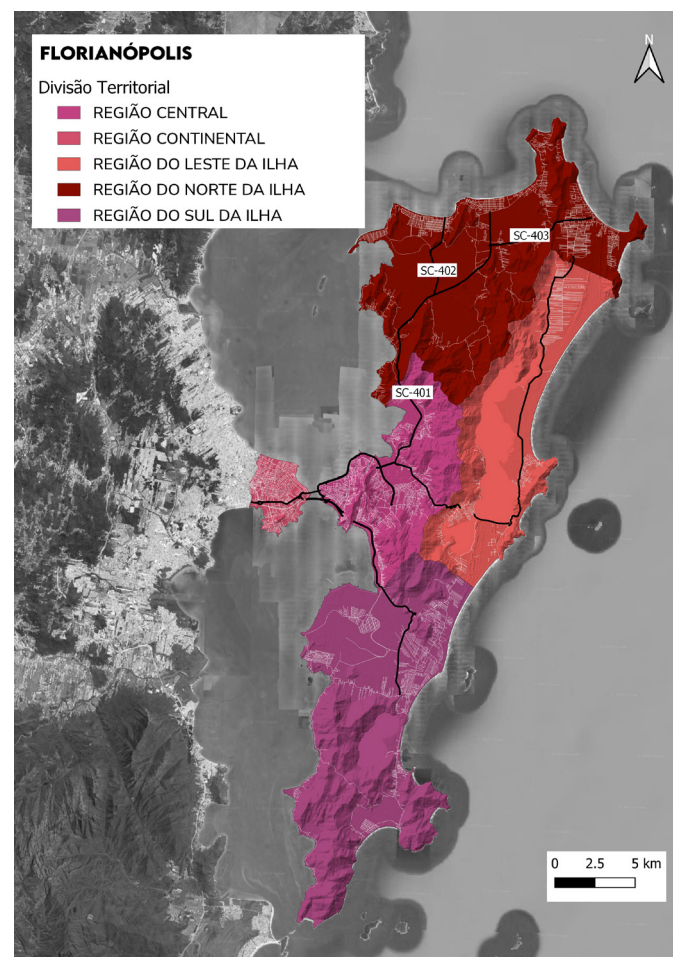 FLORIANÓPOLIS
Divisão Territorial
REGIÃO CENTRAL
REGIÃO CONTINENTAL
REGIÃO DO LESTE DA ILHA
REGIÃO DO NORTE DA ILHA
REGIÃO DO SUL DA ILHA
N
SC-403
SC-402
SC-401
0 2.5 5 km